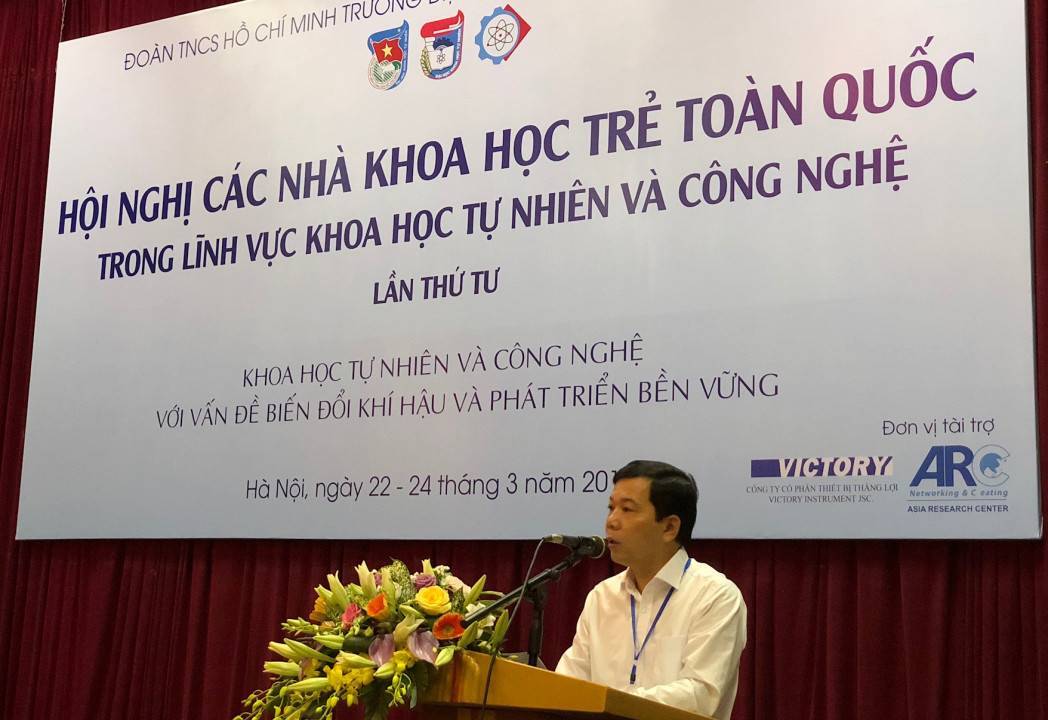 ĐOÀN TNCS HỒ CHÍ MINH TRƯỜNG
HỘI NGHỊ CÁC NHÀ KHOA HỌC TRẺ TOÀN QUỐC
TRONG LĨNH VỰC KHOA HỌC TỰ NHIÊN VÀ CÔNG NGHỆ
LẦN THỨ TƯ
KHOA HỌC TỰ NHIÊN VÀ CÔNG NGHỆ
VỚI VẤN ĐỀ BIẾN ĐỔI KHÍ HẬU VÀ PHÁT TRIỂN BỀN VỮNG
Hà Nội, ngày 22 - 24 tháng 3 năm
Đơn vị tài trợ
VICTORY
CÔNG TY CỔ PHẦN THIẾT BỊ THẮNG LỢI
VICTORY INSTRUMENT JSC.
ARC
Networking & C eating
ASIA RESEARCH CENTER